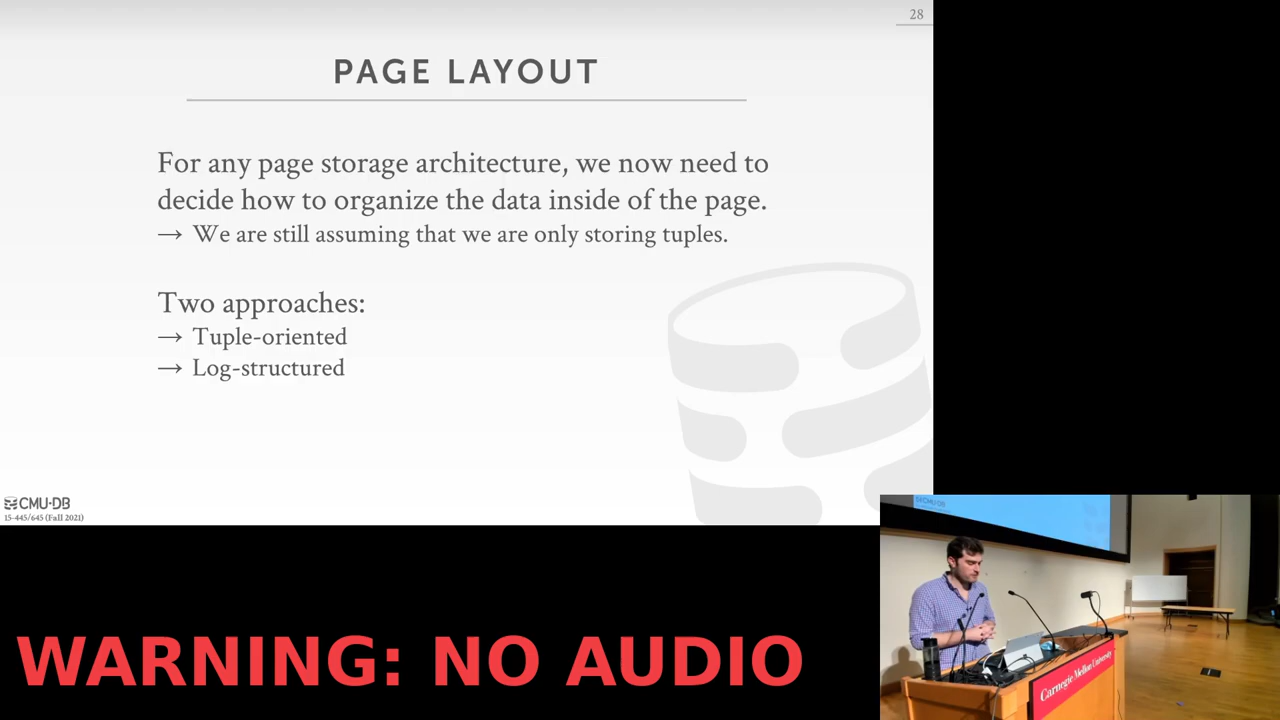 28
PAGE LAYOUT
For any page storage architecture, we now need to
decide how to organize the data inside of the page.
→ We are still assuming that we are only storing tuples.
Two approaches:
→ Tuple-oriented
→ Log-structured
CMU·DB
15-445/645 (Fall 2021)
WARNING: NO AUDIO
CMU·DB
Carnegie Mellon University